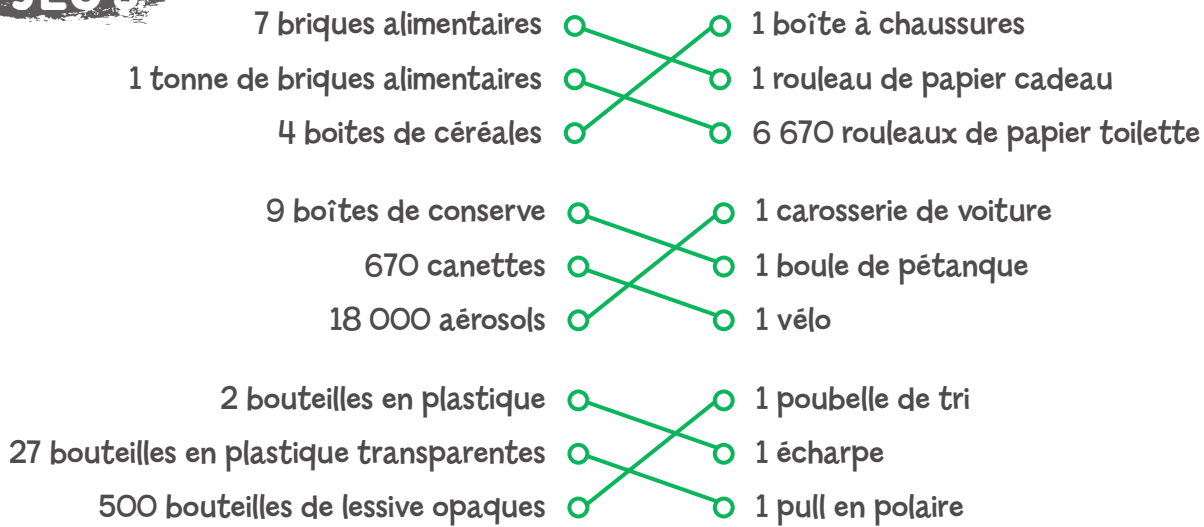 7 briques alimentaires 1 boîte à chaussures
1 tonne de briques alimentaires 1 rouleau de papier cadeau
4 boites de céréales 6 670 rouleaux de papier toilette
9 boîtes de conserve 1 carosserie de voiture
670 canettes 1 boule de pétanque
18 000 aérosols 1 vélo
2 bouteilles en plastique 1 poubelle de tri
27 bouteilles en plastique transparentes 1 écharpe
500 bouteilles de lessive opaques 1 pull en polaire